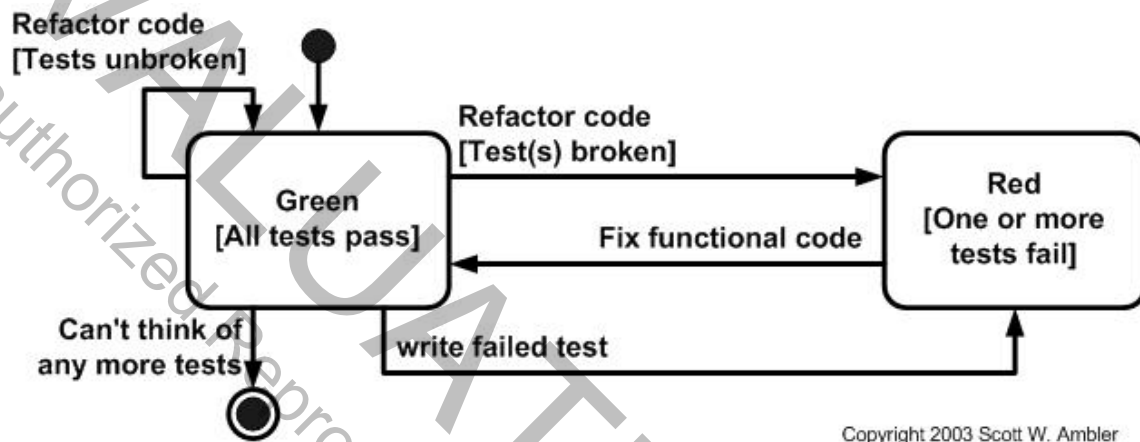 Refactor code
[Tests unbroken]
Refactor code
[Test(s) broken]
Green
[All tests pass]
Red
[One or more
tests fail]
Fix functional code
Can't think of
any more tests
write failed test
Copyright 2003 Scott W. Ambler